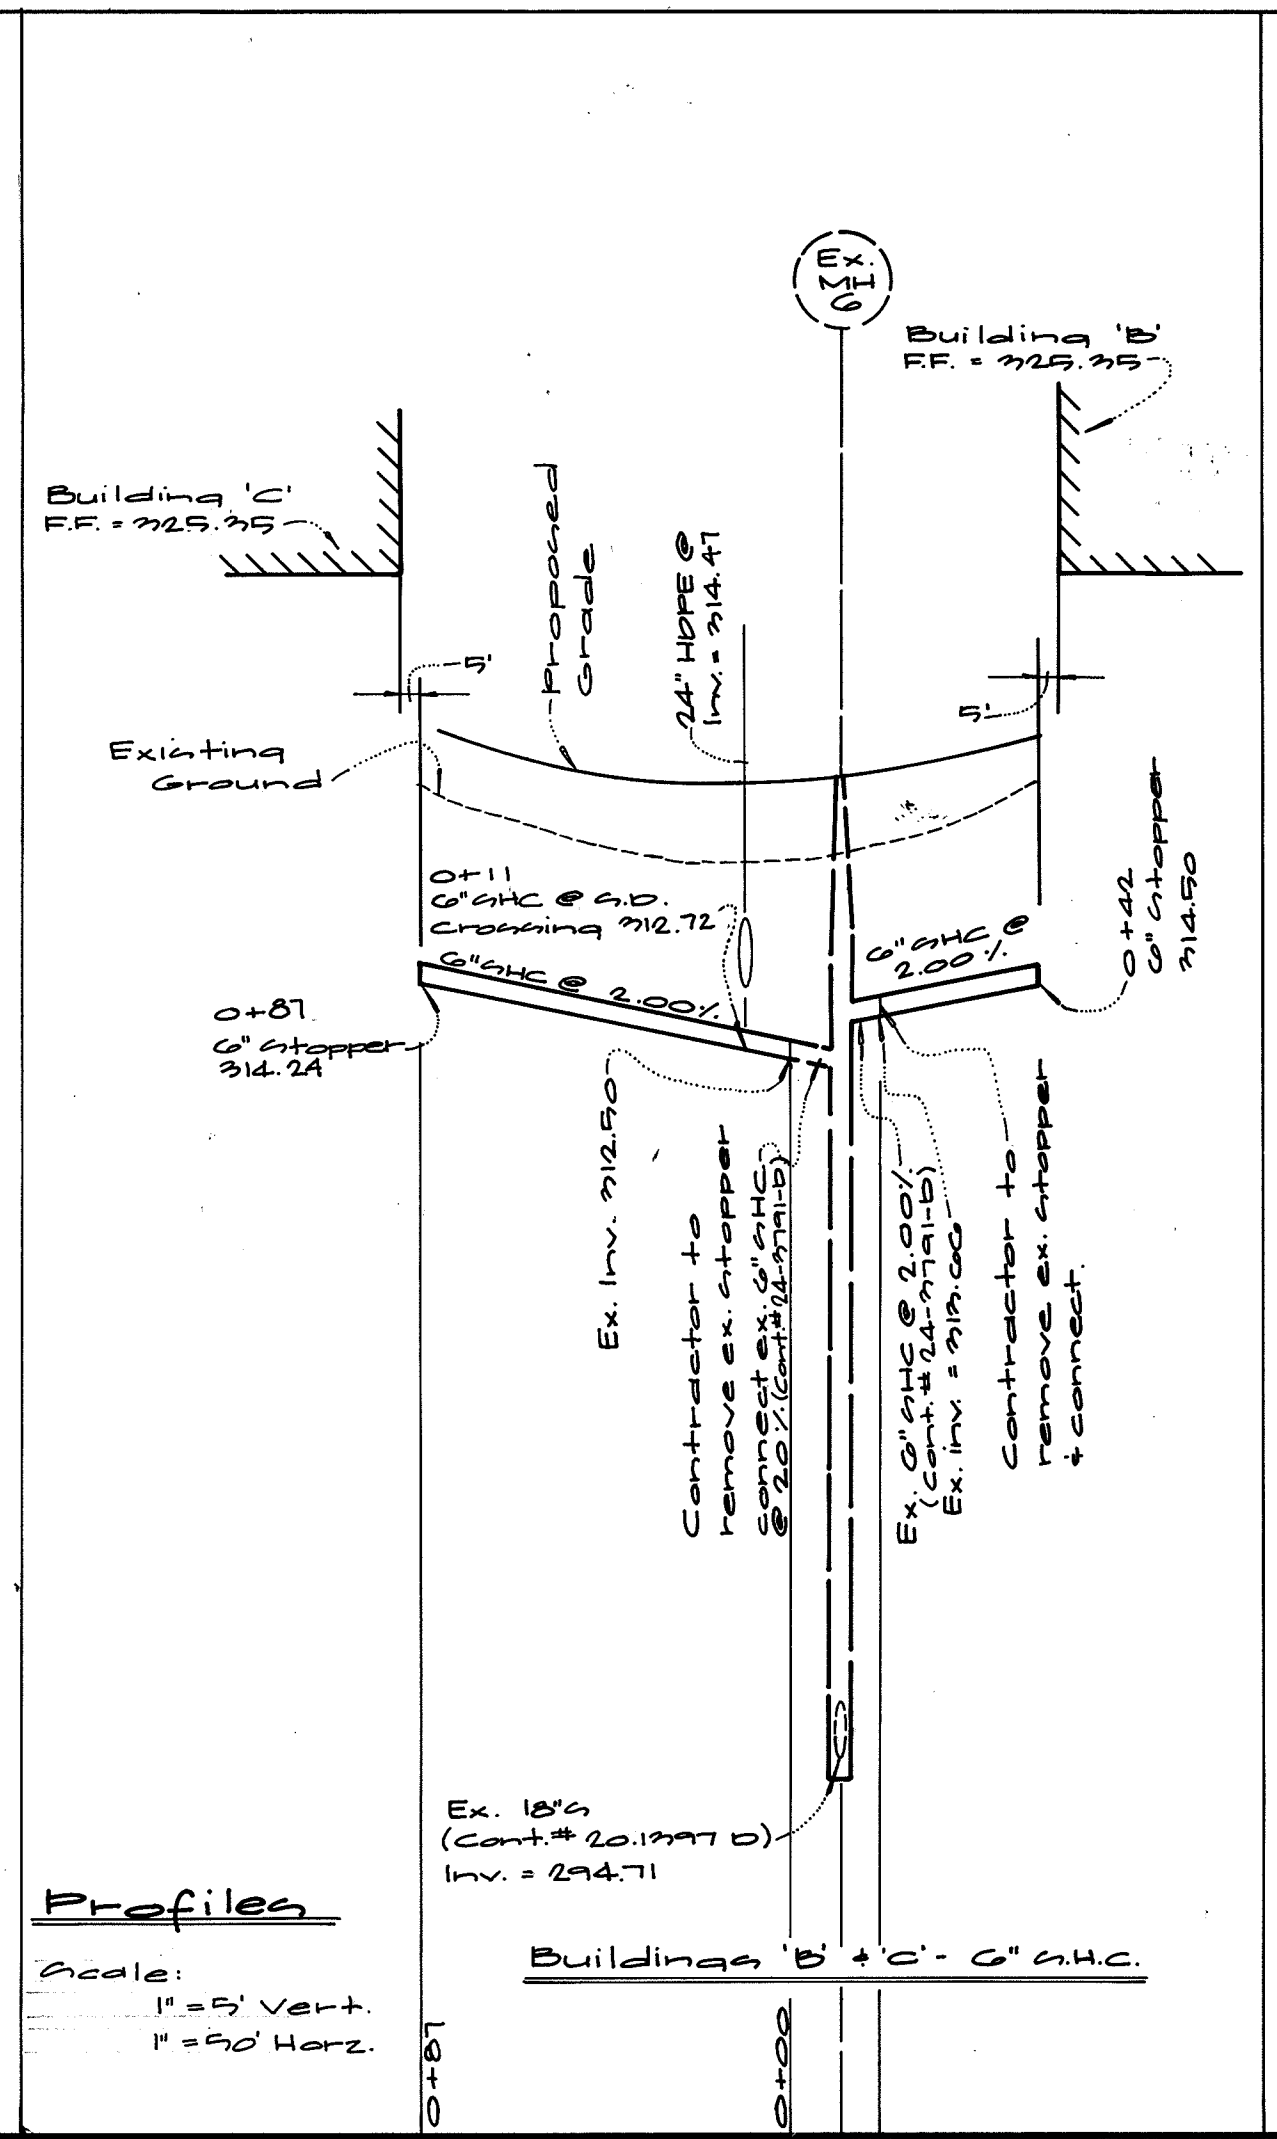 Ex.
MH
6
Building 'B'
F.F. = 325.35
Building 'C'
F.F. = 325.35
Proposed
Grade
24" HDPE @
Inv. = 314.47
5'
5'
Existing
Ground
0+11
6" SHC @ S.D.
Crossing 312.72
6" SHC @ 2.00%
6" SHC @
2.00%
0+42
6" Stopper
314.50
0+87
6" Stopper
314.24
Ex. Inv. 312.50
Contractor to
remove ex. stopper
connect ex. 6" SHC
@ 2.0% (Cont.# 24-3791-D)
Ex. 6" SHC @ 2.00%
(Cont.# 24-3791-D)
Ex. inv. = 313.66
Contractor to
remove ex. stopper
& connect.
Ex. 18" S
(Cont.# 20.1397 D)
Inv. = 294.71
Profiles
Scale:
1" = 5' Vert.
1" = 50' Horz.
Buildings 'B' & 'C' - 6" S.H.C.
0+87
0+00